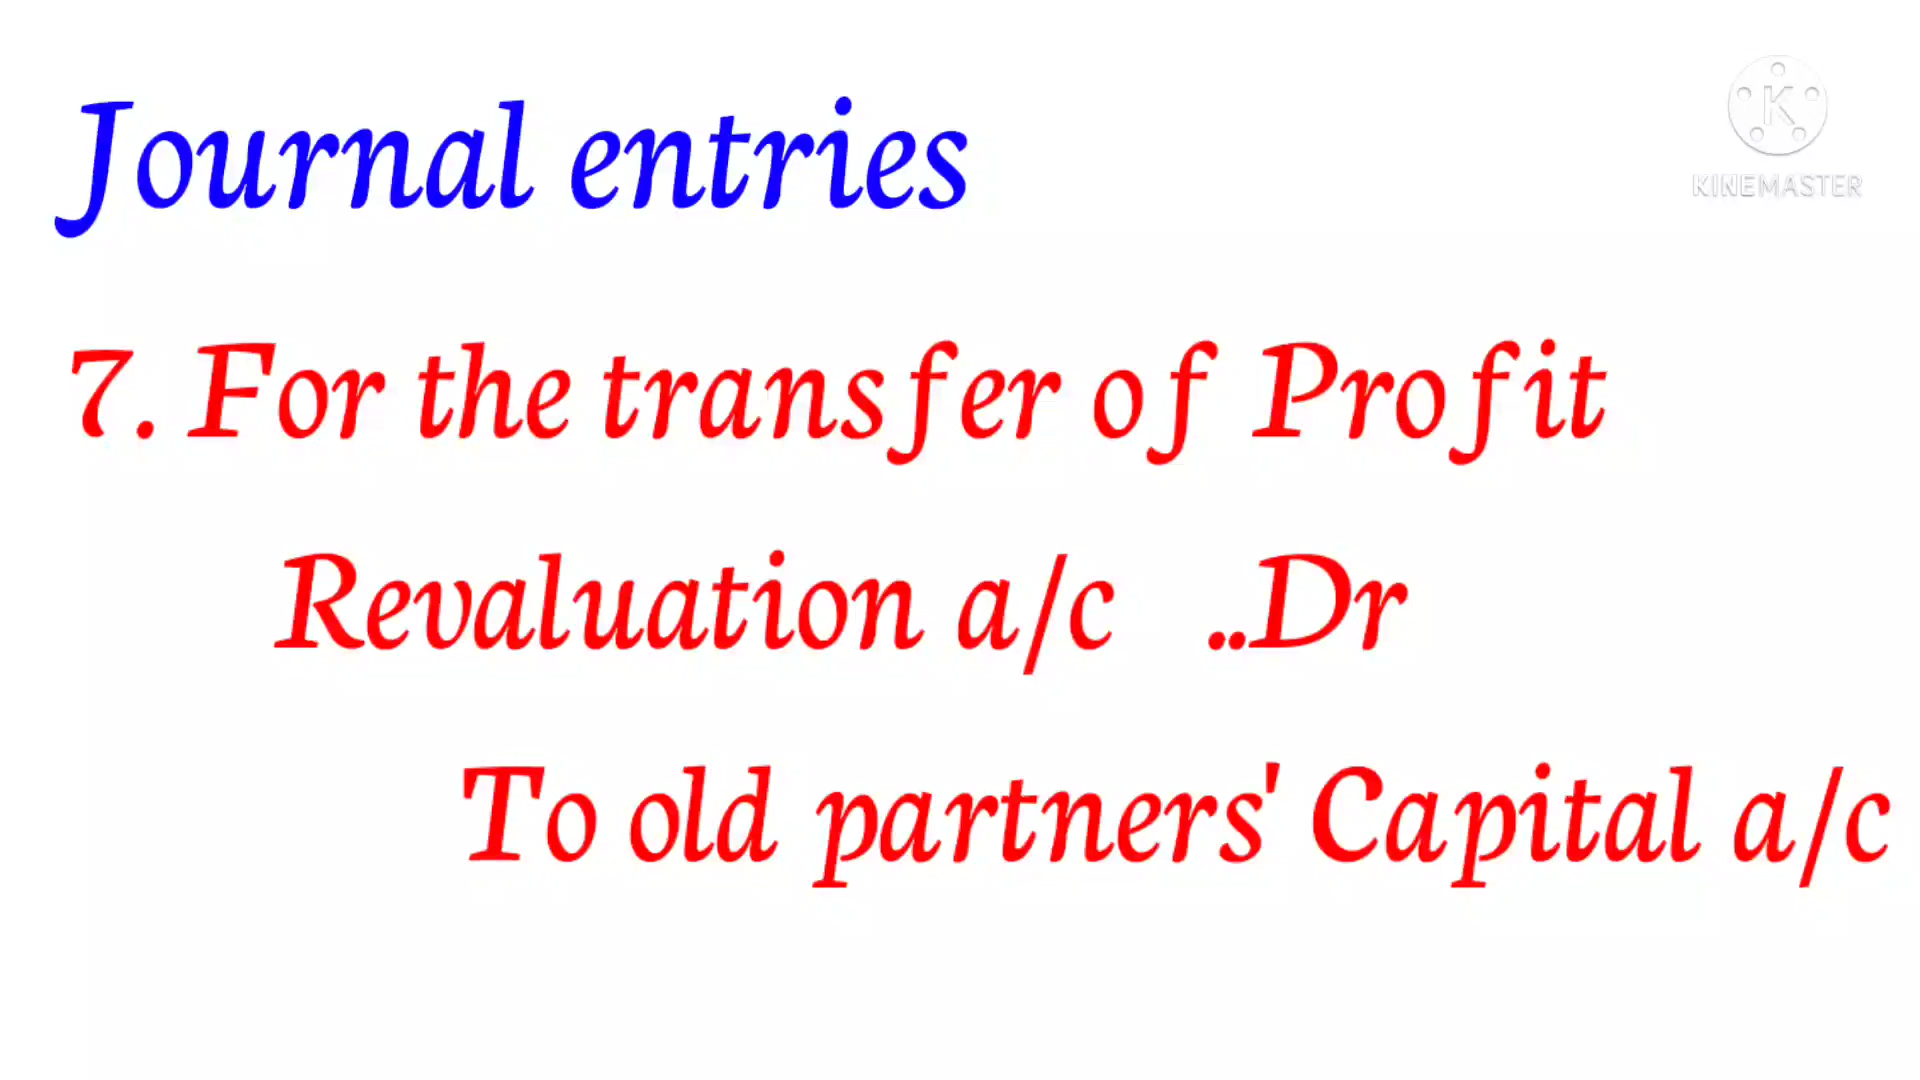 Journal entries
KINEMASTER
7. For the transfer of Profit
Revaluation a/c ..Dr
To old partners' Capital a/c